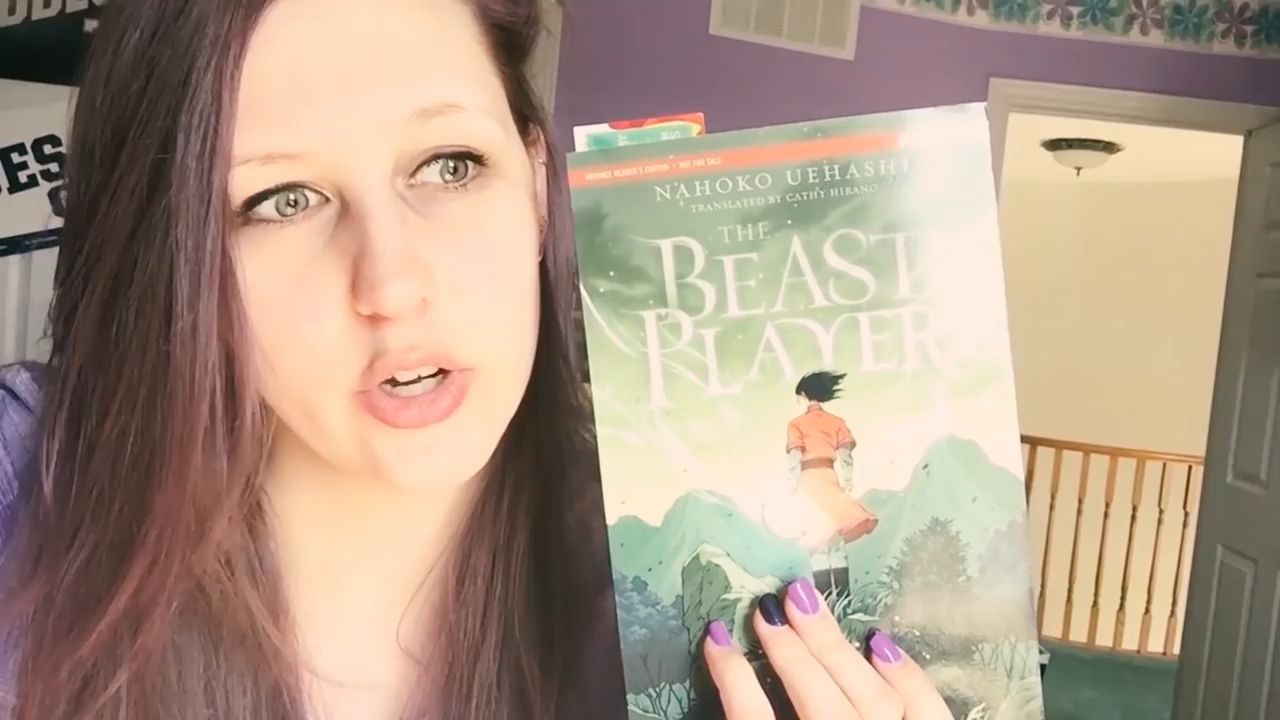 ADVANCE READER'S EDITION • NOT FOR SALE
NAHOKO UEHASHI
TRANSLATED BY CATHY HIRANO
THE
BEAST
PLAYER